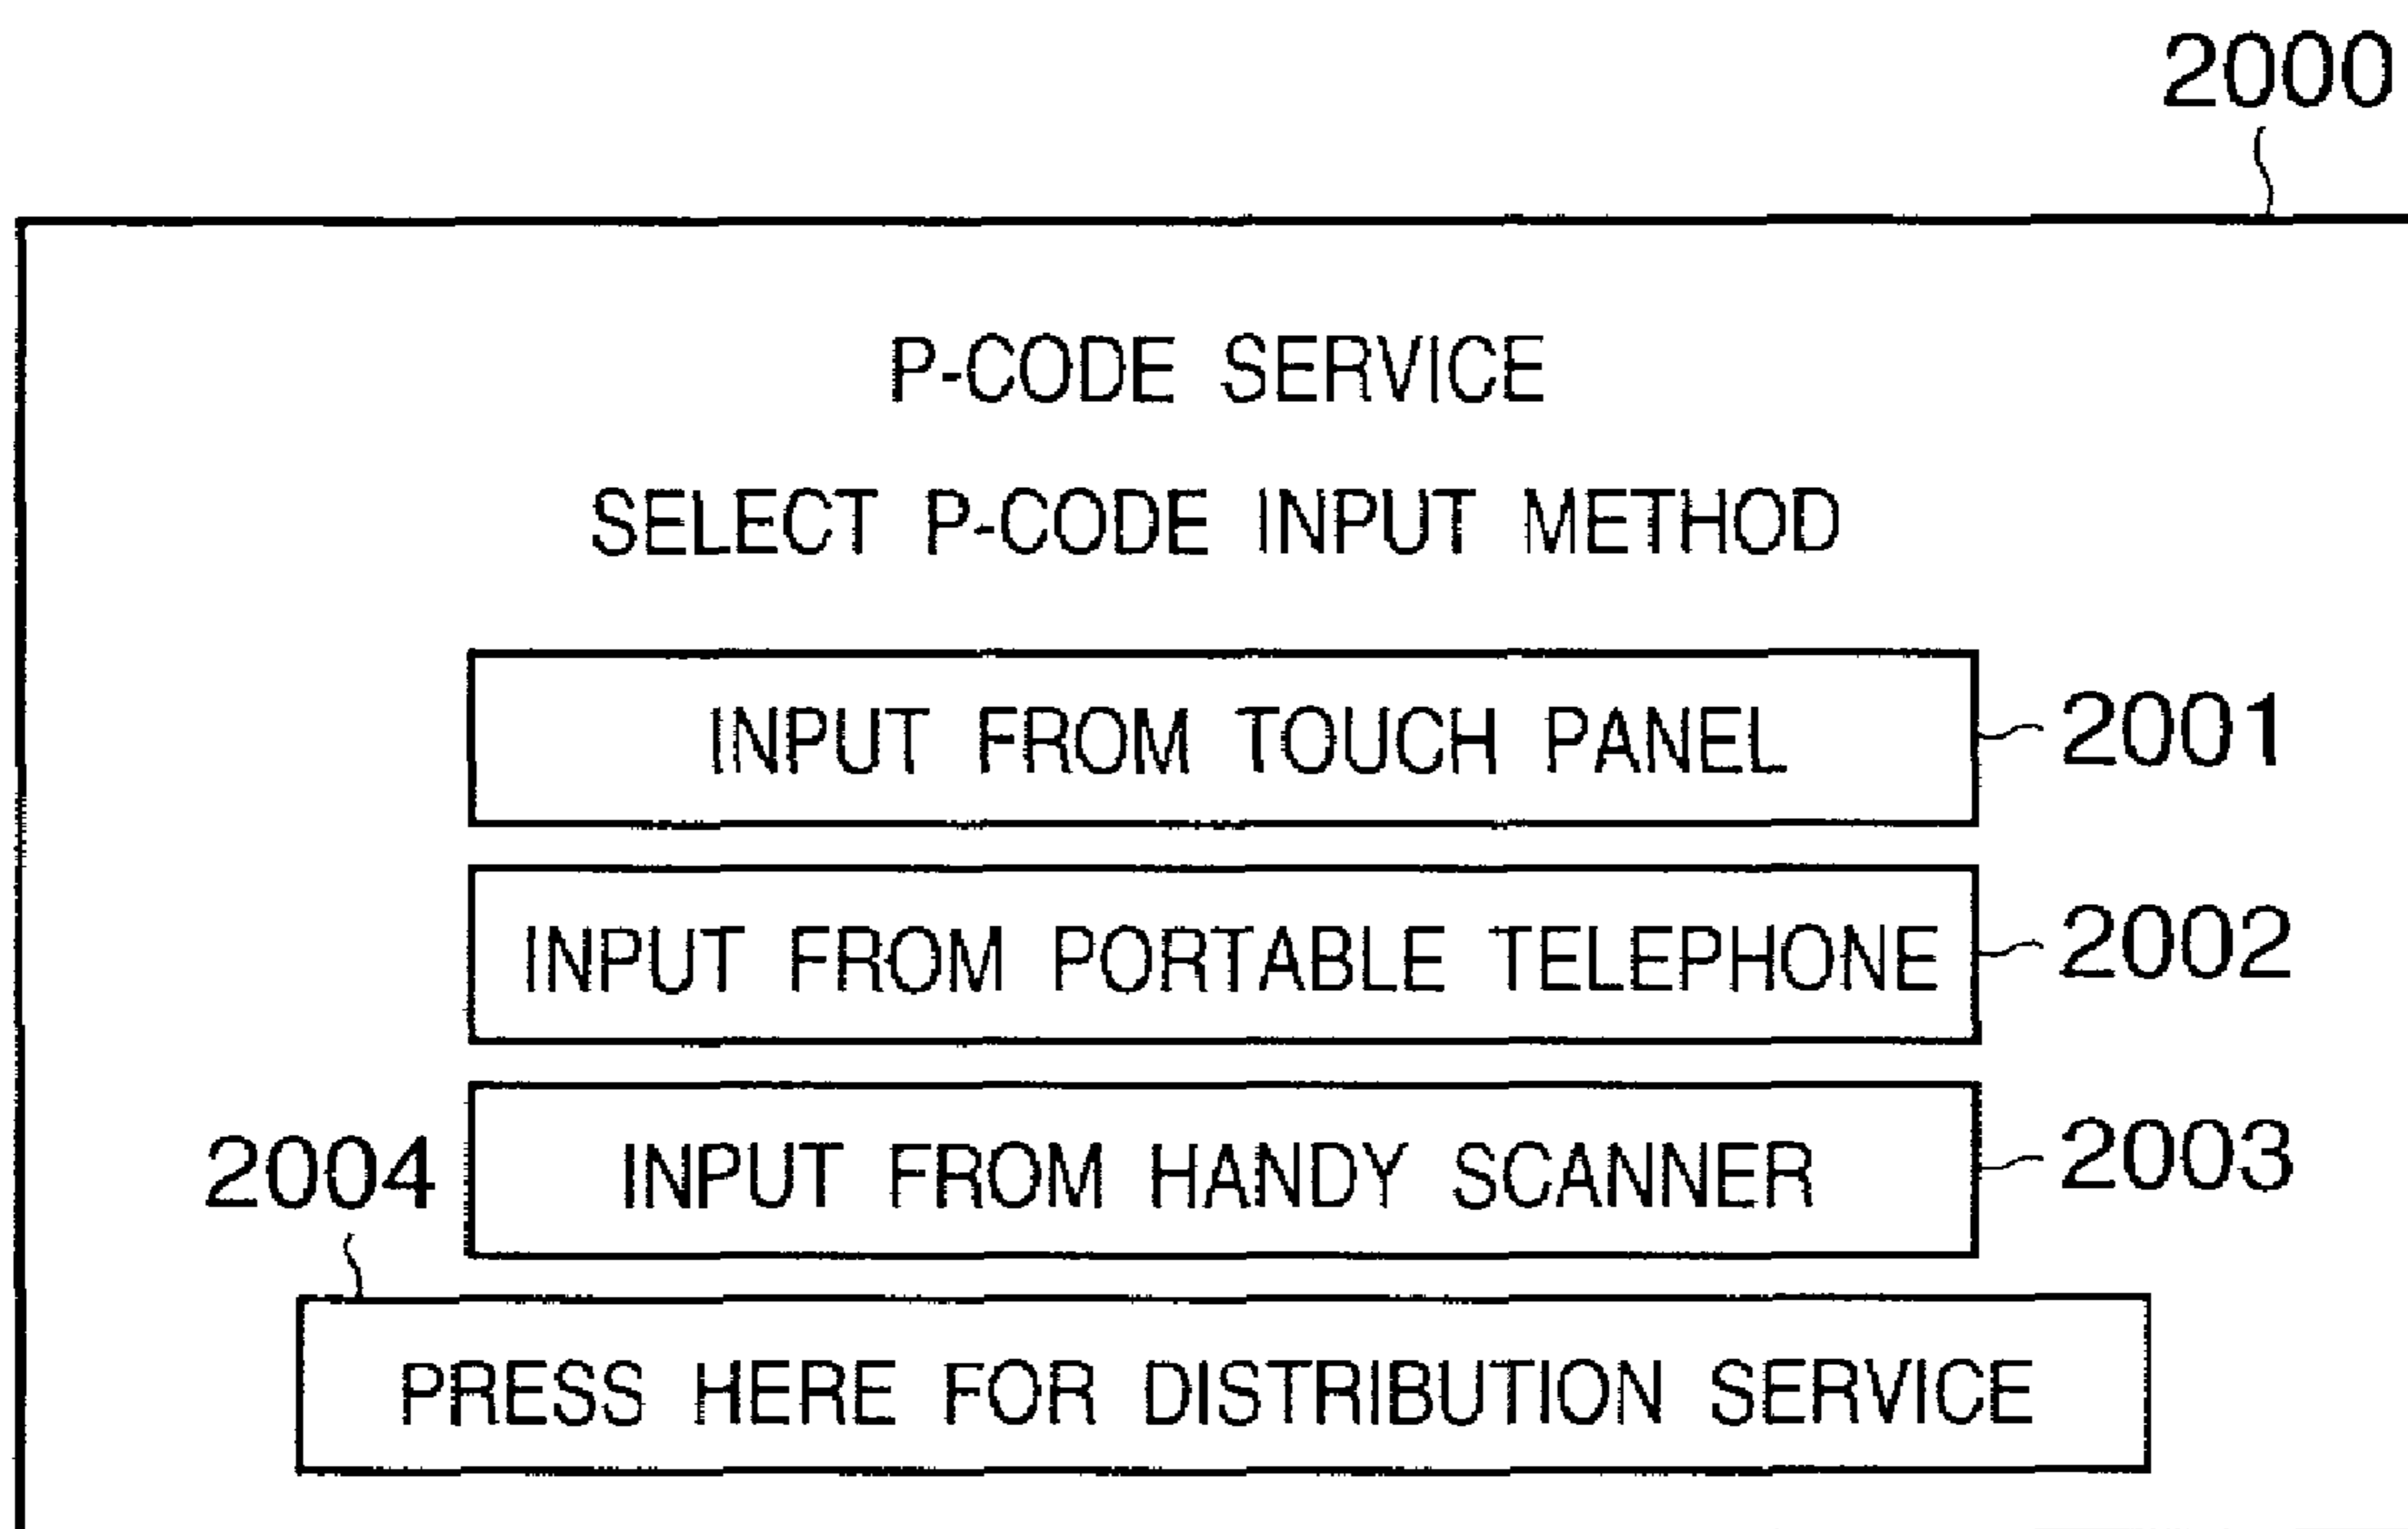 2000
P-CODE SERVICE
SELECT P-CODE INPUT METHOD
INPUT FROM TOUCH PANEL 2001
INPUT FROM PORTABLE TELEPHONE 2002
2004 INPUT FROM HANDY SCANNER 2003
PRESS HERE FOR DISTRIBUTION SERVICE